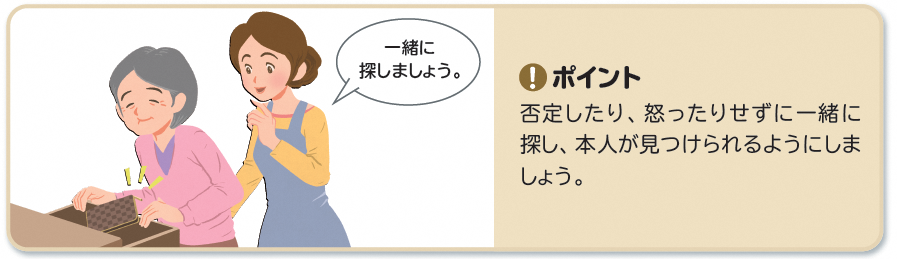 一緒に
探しましょう。
ポイント
否定したり、怒ったりせずに一緒に
探し、本人が見つけられるようにしま
しょう。